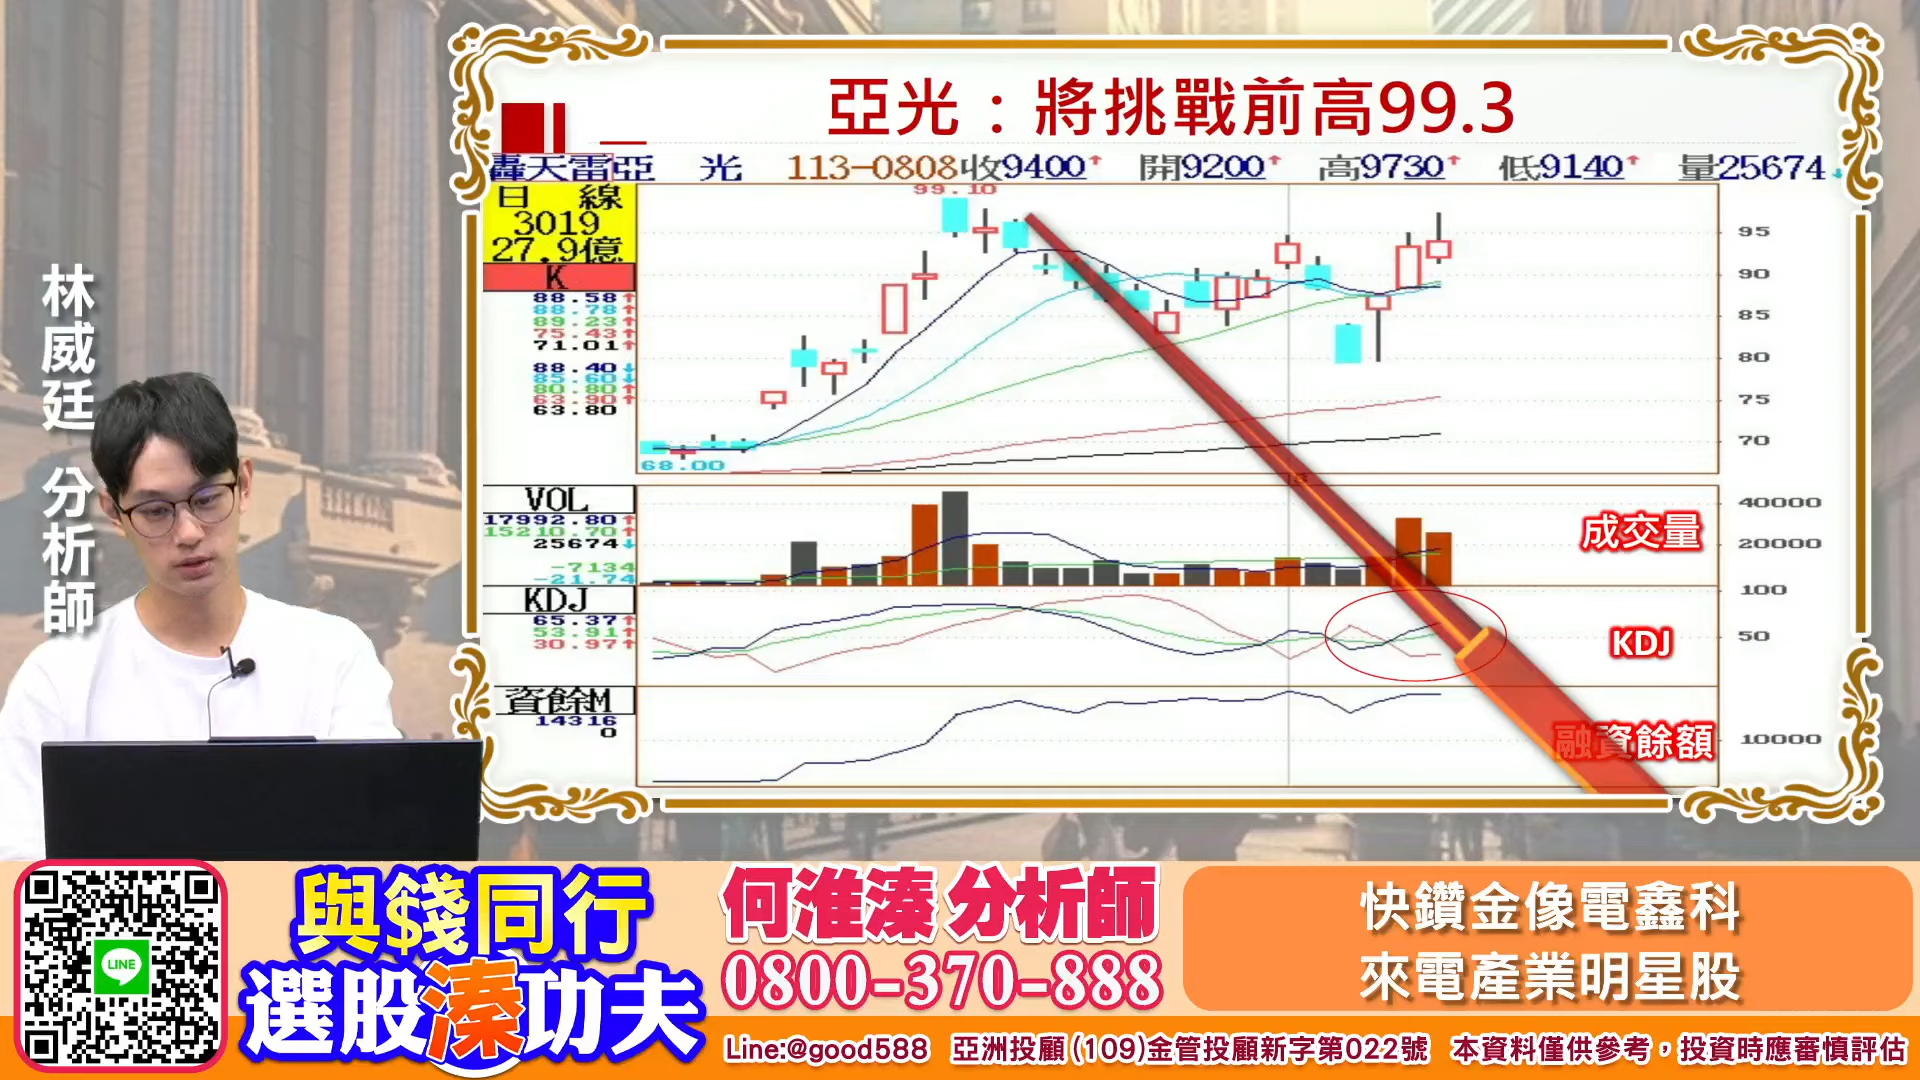 亞光：將挑戰前高99.3
轟天雷亞 光 113-0808收9400↑ 開9200↑ 高9730↑ 低9140↑ 量25674↓
日 線
3019
27.9億
K
88.58↑
88.78↑
89.23↑
75.43↑
71.01↑
88.40↓
85.60↓
80.80↑
63.90↑
63.80
99.10
68.00
95
90
85
80
75
70
VOL
17992.80↑
15210.70↑
25674↓
-7134
-21.74
成交量
40000
20000
KDJ
65.37↑
53.91↑
30.97↑
100
50
KDJ
資餘M
14316
0
融資餘額
10000
林威廷 分析師
LINE
與錢同行
選股溱功夫
何淮溱 分析師
0800-370-888
快鑽金像電鑫科
來電產業明星股
Line:@good588 亞洲投顧 (109)金管投顧新字第022號 本資料僅供參考，投資時應審慎評估